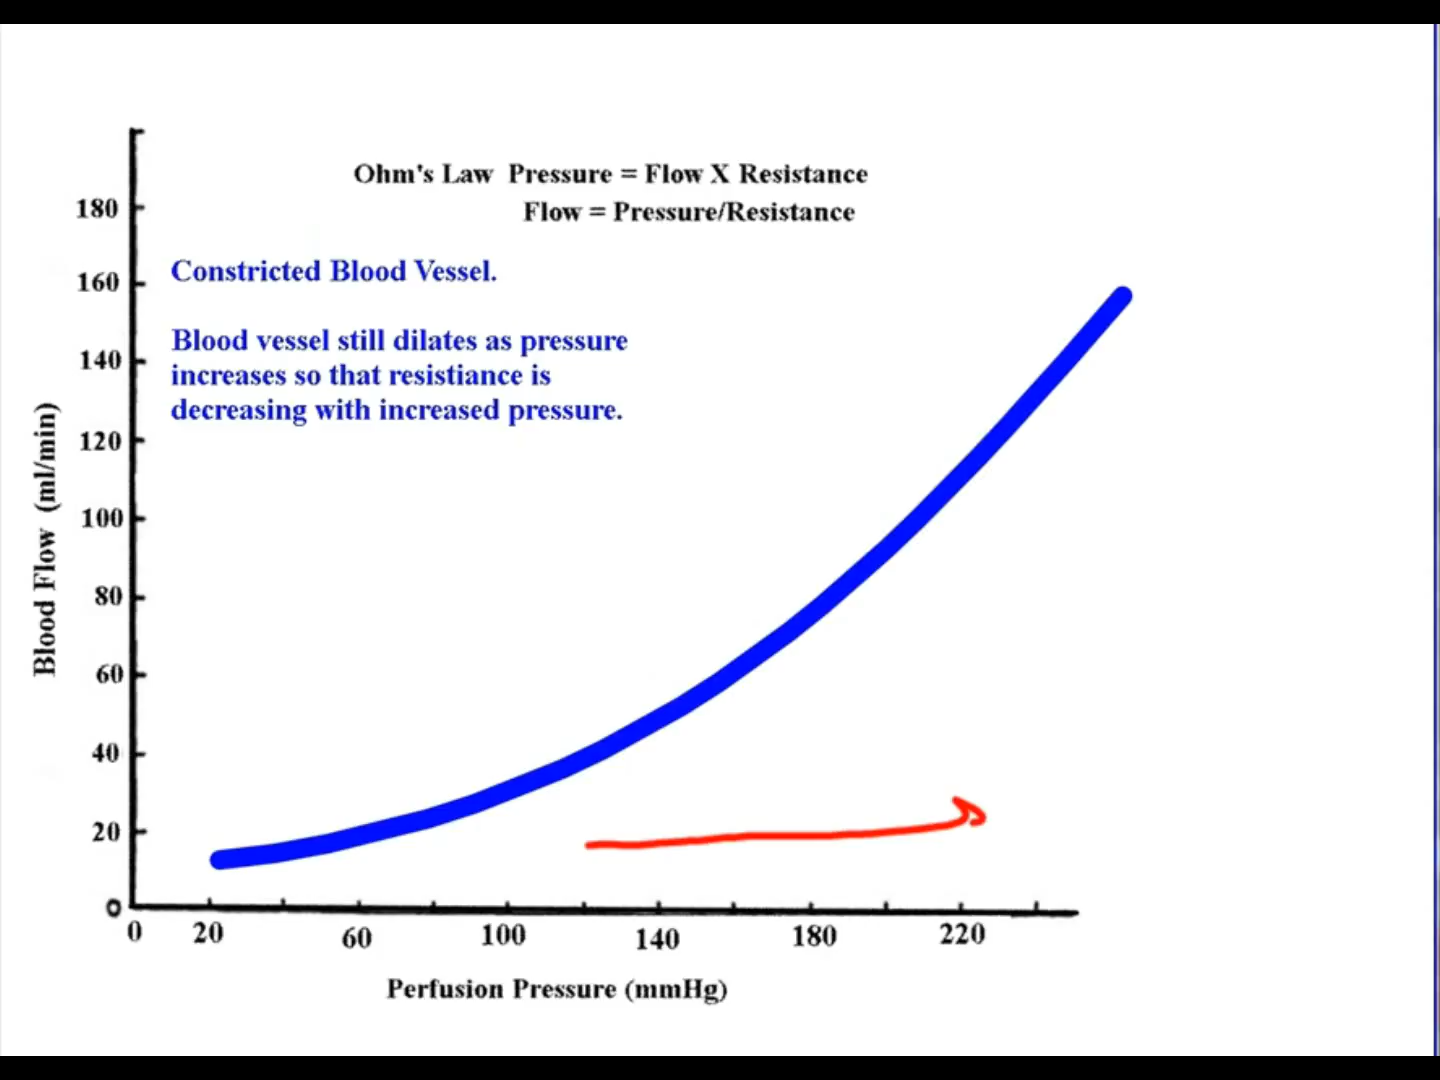 Ohm's Law Pressure = Flow X Resistance
Flow = Pressure/Resistance
Constricted Blood Vessel.
Blood vessel still dilates as pressure
increases so that resistiance is
decreasing with increased pressure.
Blood Flow (ml/min)
180
160
140
120
100
80
60
40
20
0
0 20 60 100 140 180 220
Perfusion Pressure (mmHg)